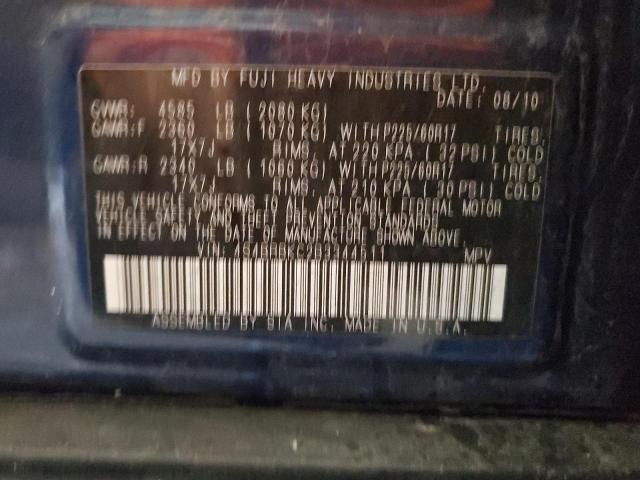 MFD BY FUJI HEAVY INDUSTRIES LTD.
DATE: 08/10
GVWR: 4585 LB (2080 KG)
GAWR:F 2360 LB (1070 KG) WITH P225/60R17 TIRES,
17X7J RIMS, AT 220 KPA (32 PSI) COLD
GAWR:R 2340 LB (1060 KG) WITH P225/60R17 TIRES,
17X7J RIMS, AT 210 KPA (30 PSI) COLD
THIS VEHICLE CONFORMS TO ALL APPLICABLE FEDERAL MOTOR
VEHICLE SAFETY AND THEFT PREVENTION STANDARDS
IN EFFECT ON THE DATE OF MANUFACTURE SHOWN ABOVE.
VIN: MPV
ASSEMBLED BY SIA INC. MADE IN U.S.A.